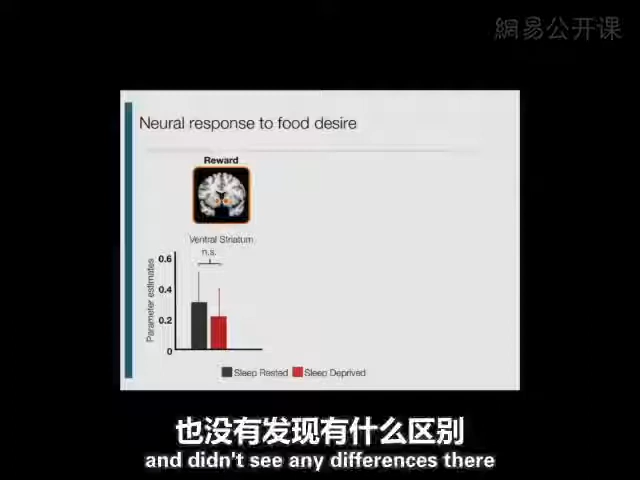 網易公开课
Neural response to food desire
Reward
Ventral Striatum
n.s.
0.6
0.4
0.2
0
Parameter estimates
Sleep Rested Sleep Deprived
也没有发现有什么区别
and didn't see any differences there